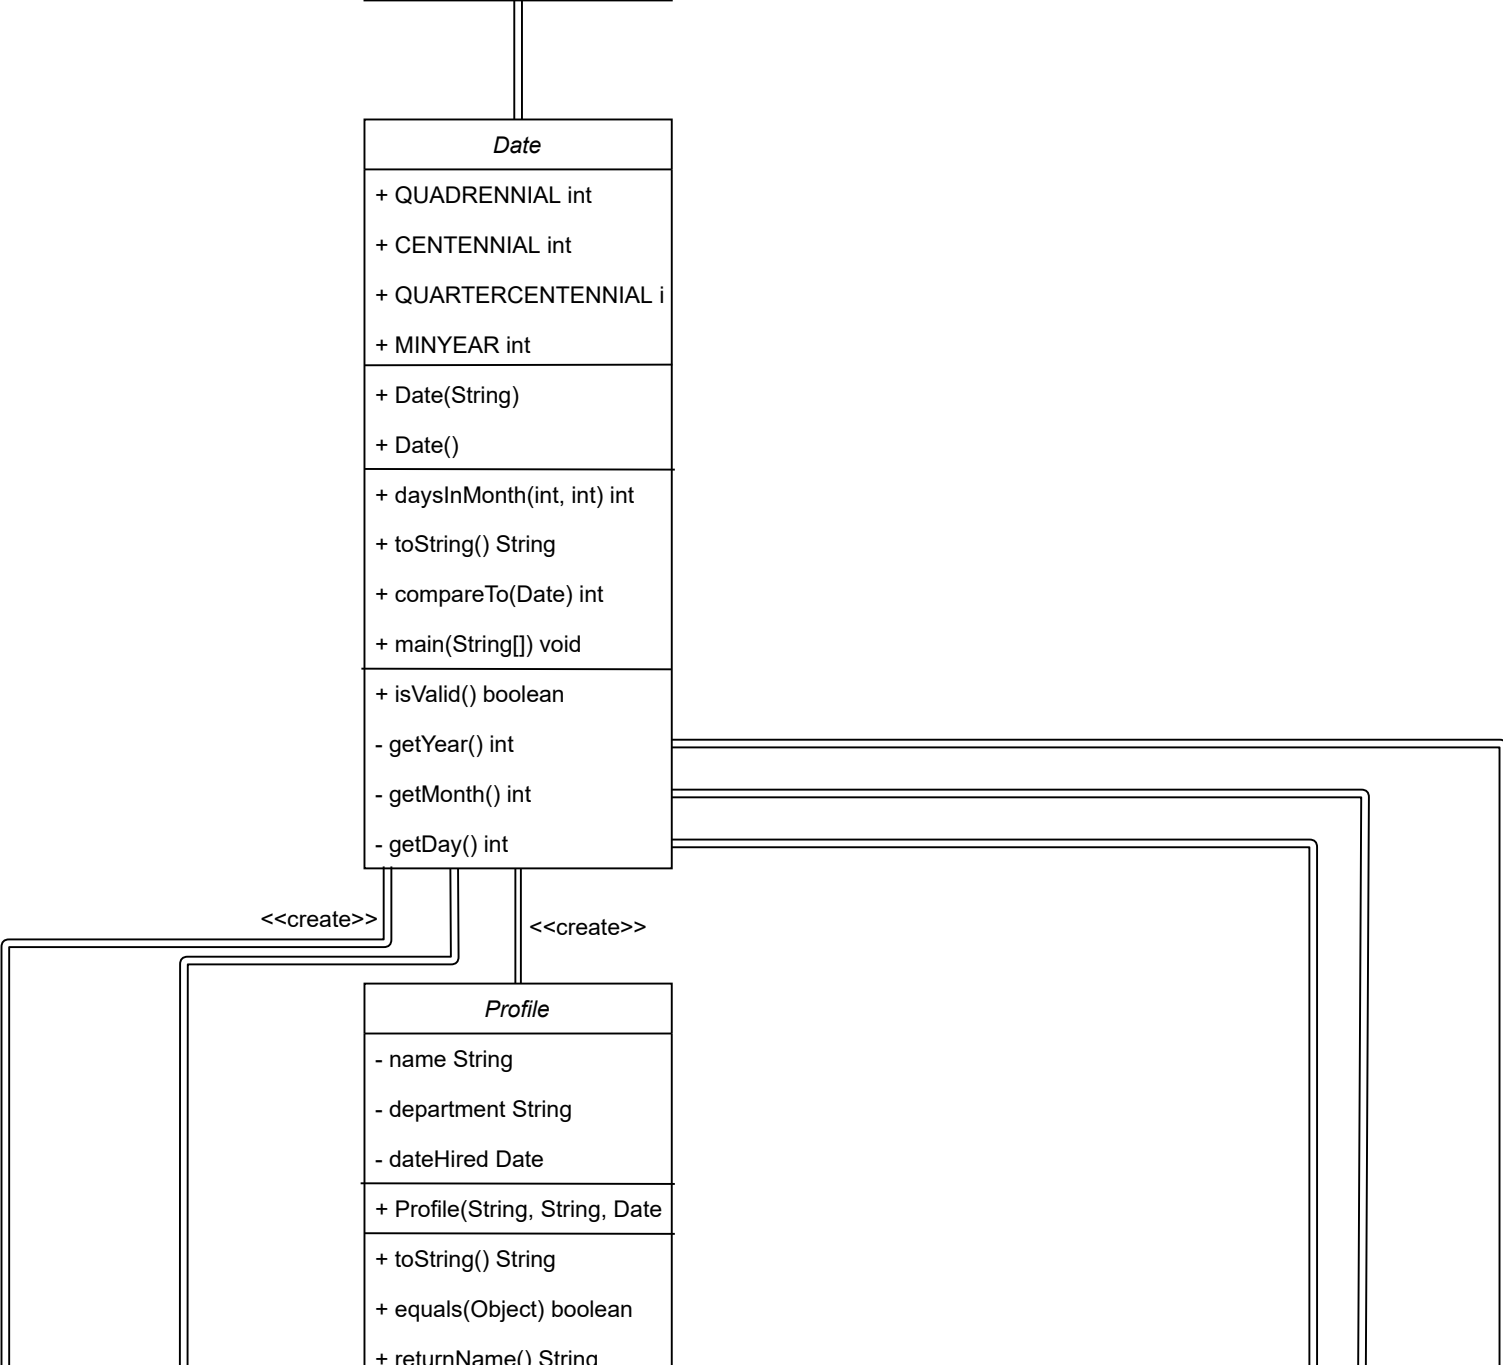 Date
+ QUADRENNIAL int
+ CENTENNIAL int
+ QUARTERCENTENNIAL i
+ MINYEAR int
+ Date(String)
+ Date()
+ daysInMonth(int, int) int
+ toString() String
+ compareTo(Date) int
+ main(String[]) void
+ isValid() boolean
- getYear() int
- getMonth() int
- getDay() int
<<create>>
<<create>>
Profile
- name String
- department String
- dateHired Date
+ Profile(String, String, Date
+ toString() String
+ equals(Object) boolean
+ returnName() String